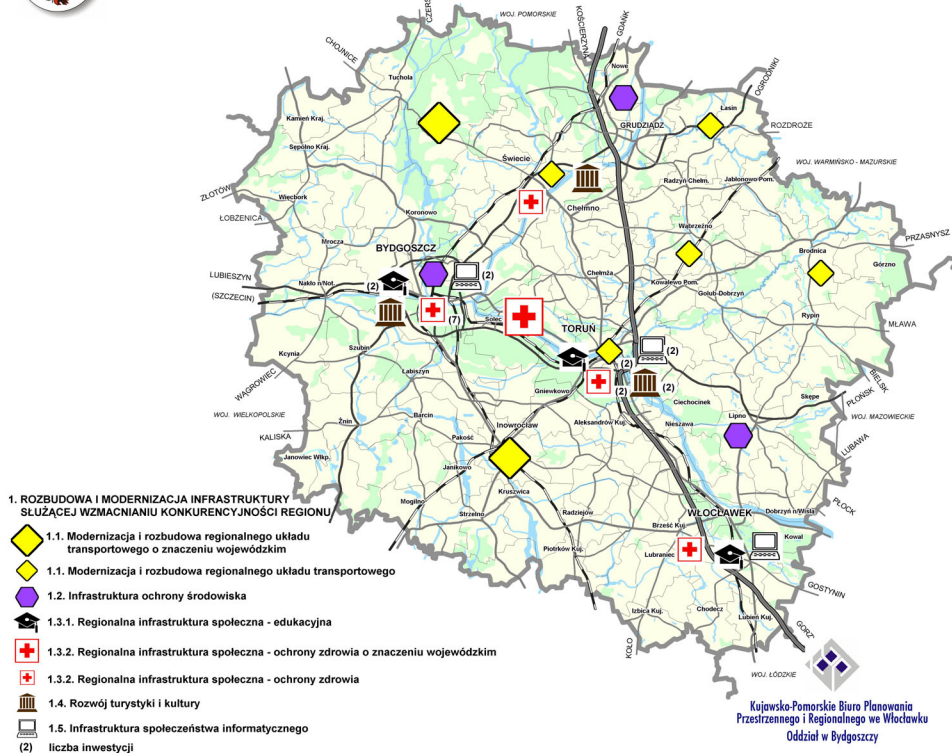 CZERS
WOJ. POMORSKIE
KOŚCIERZYNA
GDAŃSK
CHOJNICE
Tuchola
Nowe
OGRODNIKI
Łasin
GRUDZIĄDZ
ROZDROŻE
Kamień Kraj.
Sępolno Kraj.
Świecie
WOJ. WARMIŃSKO - MAZURSKIE
Radzyń Chełm.
Jabłonowo Pom.
ZŁOTÓW
Więcbork
Chełmno
ŁOBŻENICA
Koronowo
Wąbrzeźno
PRZASNYSZ
Mrocza
BYDGOSZCZ
Brodnica
Górzno
LUBIESZYN
(SZCZECIN)
Nakło n/Not.
(2)
(2)
Chełmża
Kowalewo Pom.
Golub-Dobrzyń
(7)
Solec
TORUŃ
Rypin
MŁAWA
Szubin
(2)
(2)
Kcynia
WĄGROWIEC
Łabiszyn
Gniewkowo
(2)
(2)
Ciechocinek
BIELSK
PŁOŃSK
Skępe
Lipno
WOJ. WIELKOPOLSKIE
Żnin
Barcin
Inowrocław
Aleksandrów Kuj.
Nieszawa
WOJ. MAZOWIECKIE
KALISKA
Pakość
LUBAWA
Janowiec Wlkp.
Janikowo
Kruszwica
Mogilno
Strzelno
Radziejów
WŁOCŁAWEK
Dobrzyń n/Wisłą
PŁOCK
Brześć Kuj.
Kowal
Piotrków Kuj.
Lubraniec
GOSTYNIN
Izbica Kuj.
Chodecz
Lubień Kuj.
KOŁO
GORZ'
WOJ. ŁÓDZKIE
1. ROZBUDOWA I MODERNIZACJA INFRASTRUKTURY
SŁUŻĄCEJ WZMACNIANIU KONKURENCYJNOŚCI REGIONU
1.1. Modernizacja i rozbudowa regionalnego układu
transportowego o znaczeniu wojewódzkim
1.1. Modernizacja i rozbudowa regionalnego układu transportowego
1.2. Infrastruktura ochrony środowiska
1.3.1. Regionalna infrastruktura społeczna - edukacyjna
1.3.2. Regionalna infrastruktura społeczna - ochrony zdrowia o znaczeniu wojewódzkim
1.3.2. Regionalna infrastruktura społeczna - ochrony zdrowia
1.4. Rozwój turystyki i kultury
1.5. Infrastruktura społeczeństwa informatycznego
(2) liczba inwestycji
Kujawsko-Pomorskie Biuro Planowania
Przestrzennego i Regionalnego we Włocławku
Oddział w Bydgoszczy